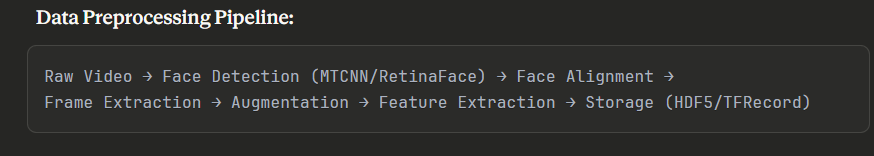 Data Preprocessing Pipeline:
Raw Video → Face Detection (MTCNN/RetinaFace) → Face Alignment →
Frame Extraction → Augmentation → Feature Extraction → Storage (HDF5/TFRecord)